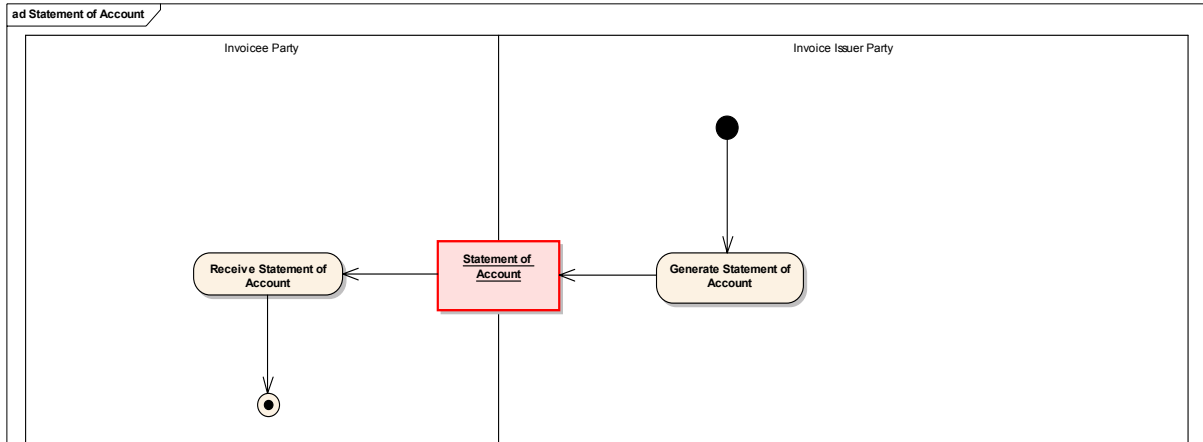 ad Statement of Account
Invoicee Party
Invoice Issuer Party
Receive Statement of
Account
Statement of
Account
Generate Statement of
Account